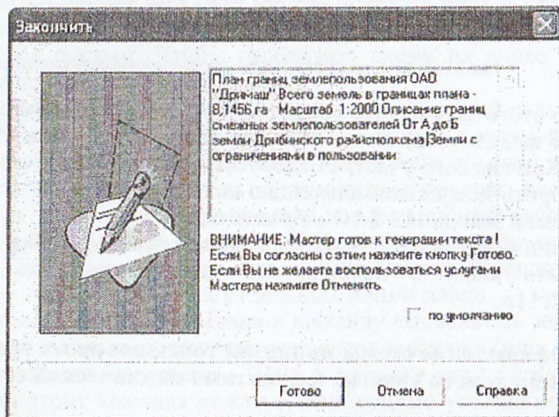 Закончить
План границ землепользования ОАО
"Дримаш".Всего земель в границах плана -
8,1456 га : Масштаб 1:2000 Описание границ
смежных землепользователей От А до Б
земли Дрибинского райисполкома|Земли с
ограничениями в пользовании
ВНИМАНИЕ: Мастер готов к генерации текста !
Если Вы согласны с этим нажмите кнопку Готово.
Если Вы не желаете воспользоваться услугами
Мастера нажмите Отменить.
по умолчанию
Готово Отмена Справка